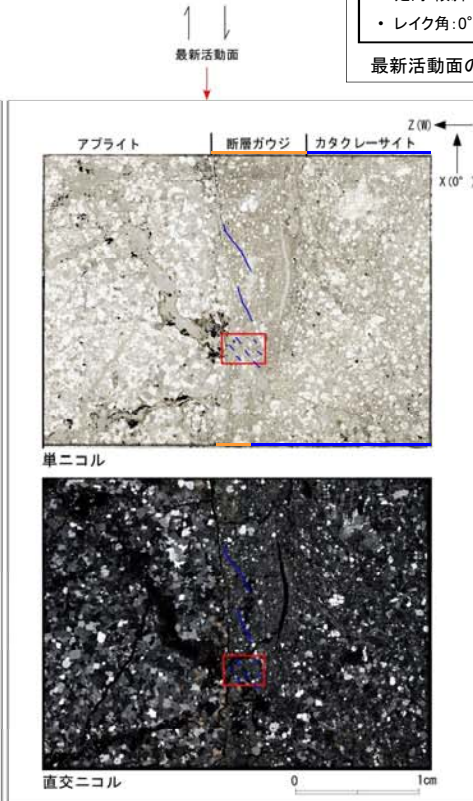 • レイク角:0°
最新活動面
最新活動面の
Z(W)
アプライト
断層ガウジ
カタクレーサイト
X(0°
単ニコル
直交ニコル
0
1cm